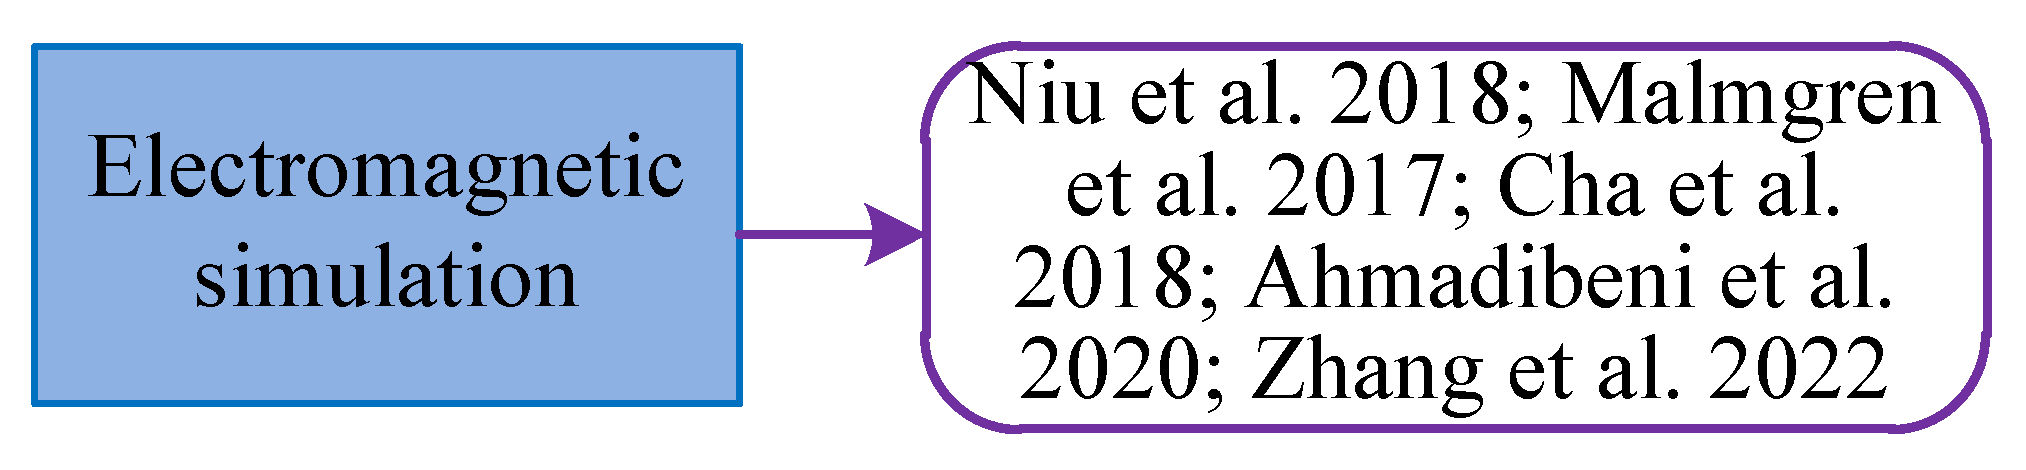 Electromagnetic
simulation
Niu et al. 2018; Malmgren
et al. 2017; Cha et al.
2018; Ahmadibeni et al.
2020; Zhang et al. 2022